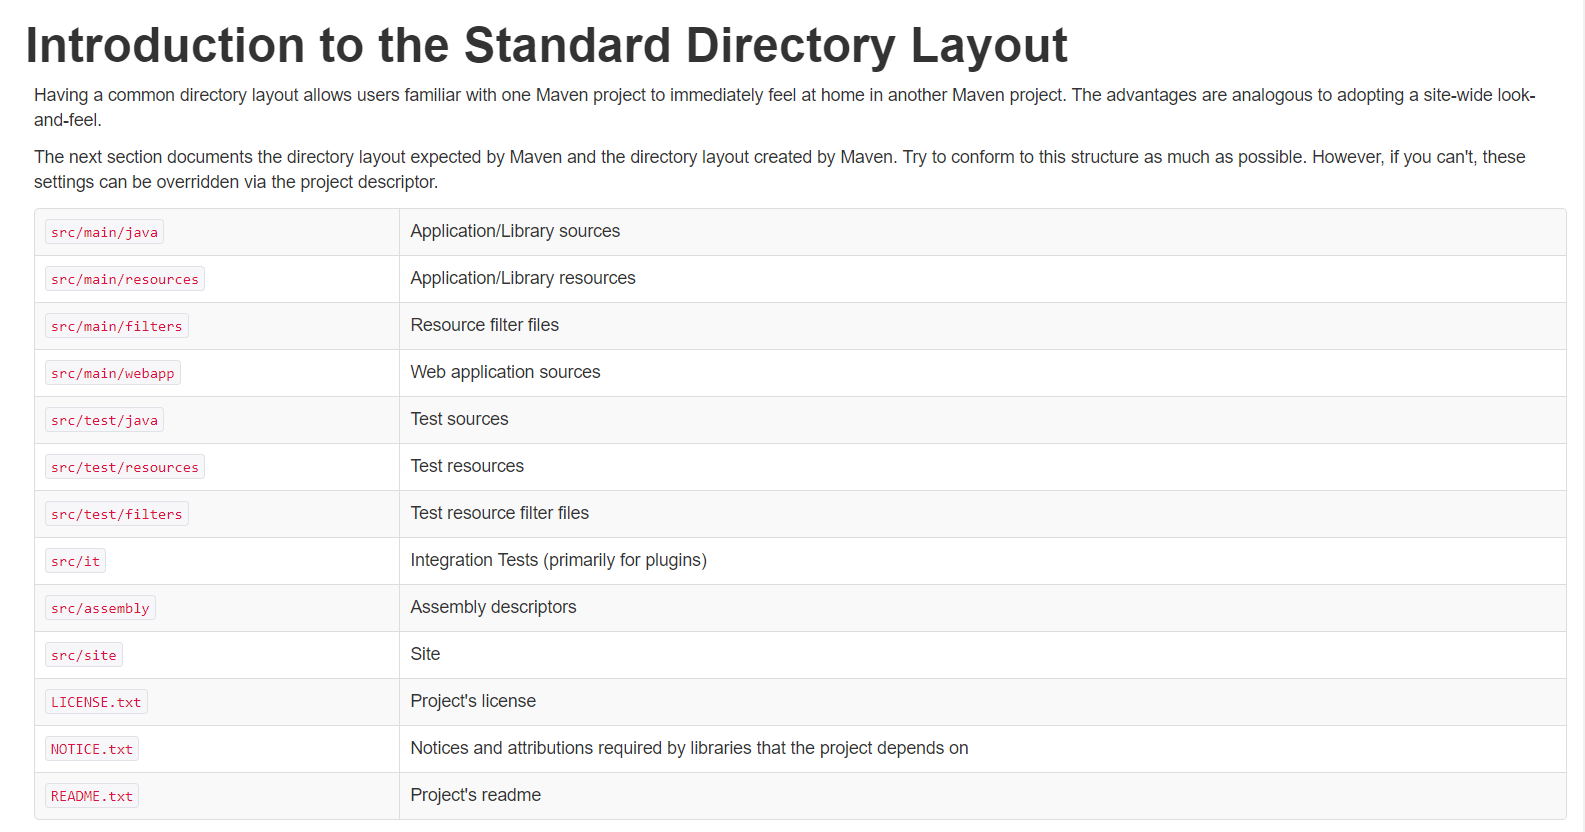 Introduction to the Standard Directory Layout
Having a common directory layout allows users familiar with one Maven project to immediately feel at home in another Maven project. The advantages are analogous to adopting a site-wide look-
and-feel.
The next section documents the directory layout expected by Maven and the directory layout created by Maven. Try to conform to this structure as much as possible. However, if you can't, these
settings can be overridden via the project descriptor.
src/main/java Application/Library sources
src/main/resources Application/Library resources
src/main/filters Resource filter files
src/main/webapp Web application sources
src/test/java Test sources
src/test/resources Test resources
src/test/filters Test resource filter files
src/it Integration Tests (primarily for plugins)
src/assembly Assembly descriptors
src/site Site
LICENSE.txt Project's license
NOTICE.txt Notices and attributions required by libraries that the project depends on
README.txt Project's readme